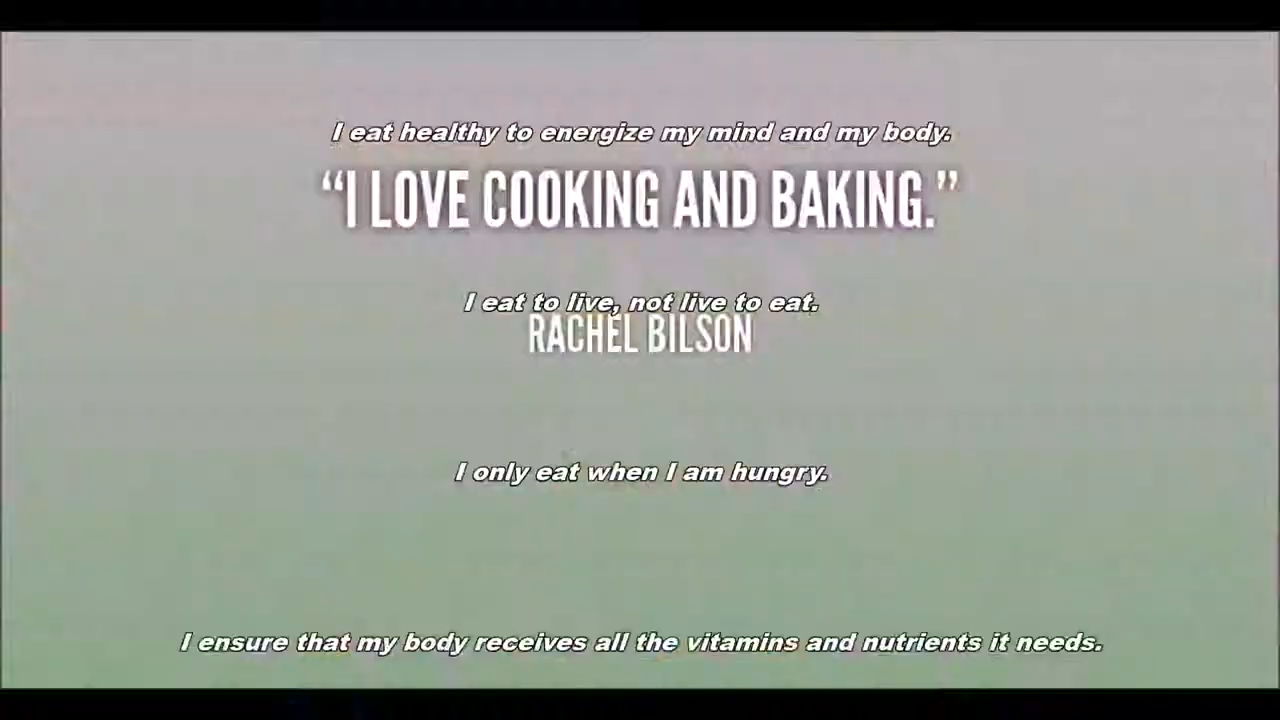 I eat healthy to energize my mind and my body.
“I LOVE COOKING AND BAKING.”
I eat to live, not live to eat.
RACHEL BILSON
I only eat when I am hungry.
I ensure that my body receives all the vitamins and nutrients it needs.